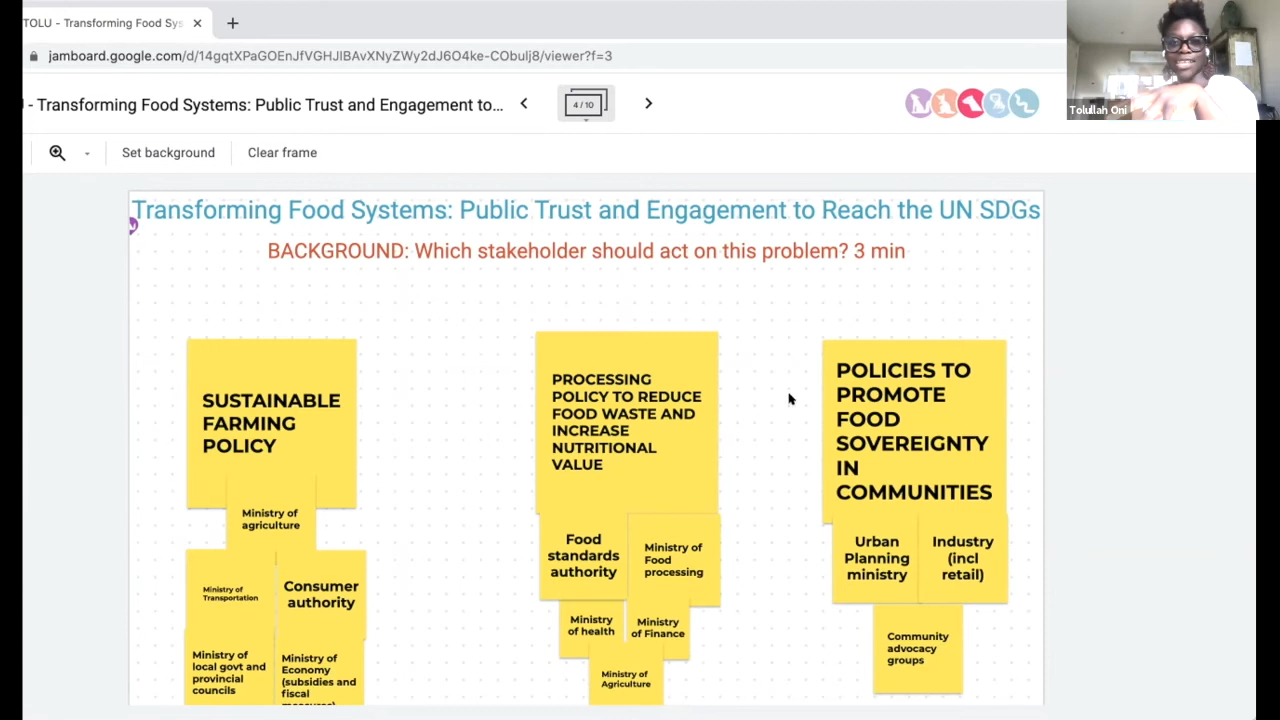 TOLU - Transforming Food Sys
jamboard.google.com/d/14gqtXPaGOEnJfVGHJlBAvXNyZWy2dJ6O4ke-CObulj8/viewer?f=3
- Transforming Food Systems: Public Trust and Engagement to...
4 / 10
Tolullah Oni
Set background
Clear frame
Transforming Food Systems: Public Trust and Engagement to Reach the UN SDGs
BACKGROUND: Which stakeholder should act on this problem? 3 min
SUSTAINABLE
FARMING
POLICY
Ministry of
agriculture
Ministry of
Transportation
Consumer
authority
Ministry of
local govt and
provincial
councils
Ministry of
Economy
(subsidies and
fiscal
measures)
PROCESSING
POLICY TO REDUCE
FOOD WASTE AND
INCREASE
NUTRITIONAL
VALUE
Food
standards
authority
Ministry of
Food
processing
Ministry
of health
Ministry
of Finance
Ministry of
Agriculture
POLICIES TO
PROMOTE
FOOD
SOVEREIGNTY
IN
COMMUNITIES
Urban
Planning
ministry
Industry
(incl
retail)
Community
advocacy
groups